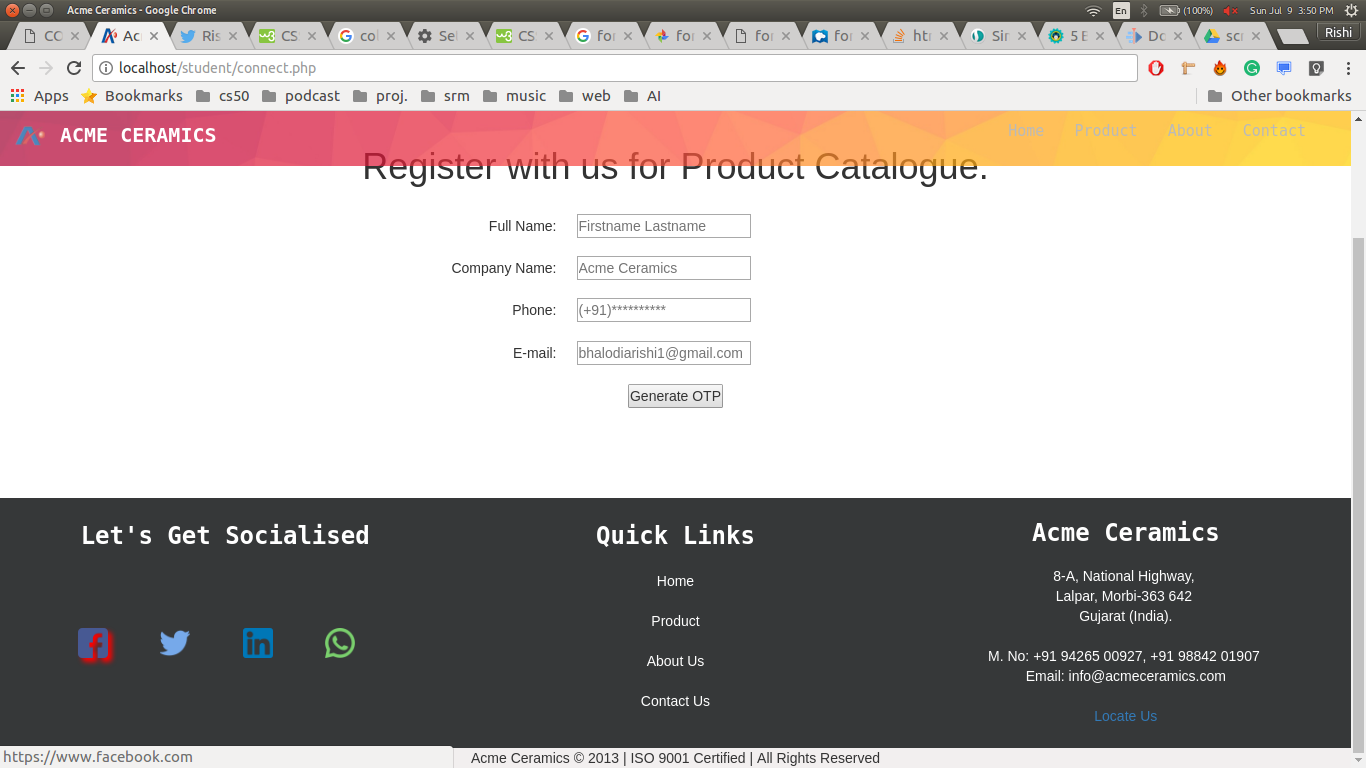 Acme Ceramics - Google Chrome
En (100%) Sun Jul 9 3:50 PM
CO Ac Ris CS col Sel CS for for for for htt Sir 5 B Do scr Rishi
localhost/student/connect.php
Apps Bookmarks cs50 podcast proj. srm music web AI Other bookmarks
ACME CERAMICS Home Product About Contact
Register with us for Product Catalogue.
Full Name: Firstname Lastname
Company Name: Acme Ceramics
Phone: (+91)**********
E-mail: bhalodiarishi1@gmail.com
Generate OTP
Let's Get Socialised
Quick Links
Home
Product
About Us
Contact Us
Acme Ceramics
8-A, National Highway,
Lalpar, Morbi-363 642
Gujarat (India).
M. No: +91 94265 00927, +91 98842 01907
Email: info@acmeceramics.com
Locate Us
https://www.facebook.com
Acme Ceramics © 2013 | ISO 9001 Certified | All Rights Reserved